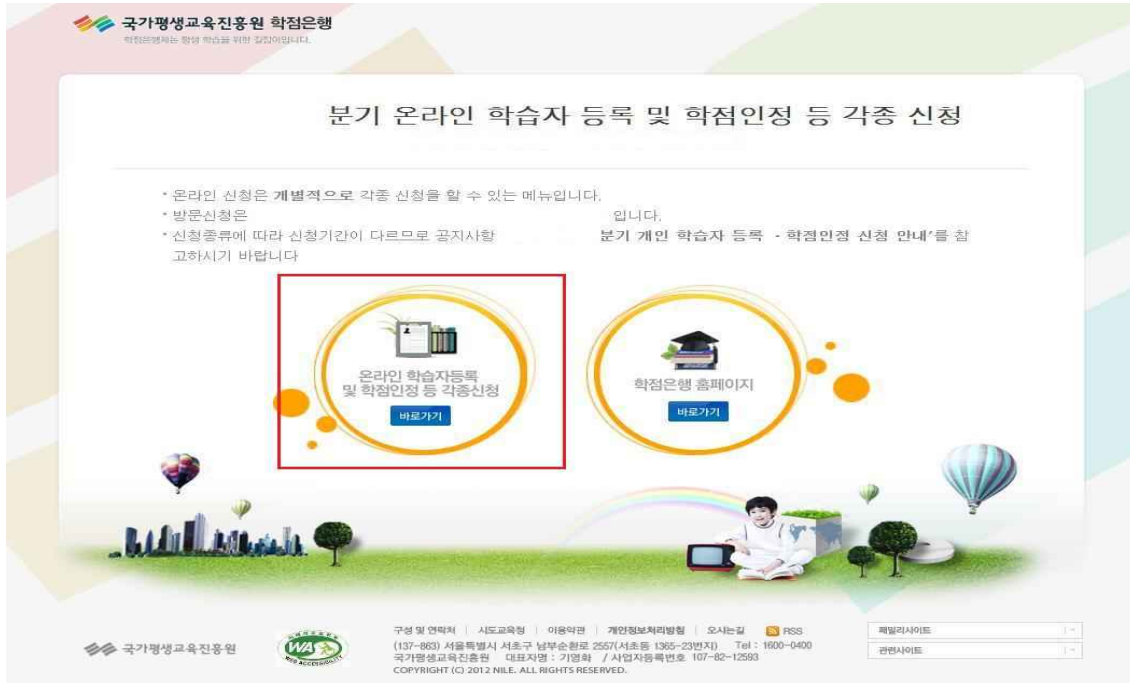 국가평생교육진흥원 학점은행
학점은행제는 평생 학습을 위한 길잡이입니다.
분기 온라인 학습자 등록 및 학점인정 등 각종 신청
* 온라인 신청은 개별적으로 각종 신청을 할 수 있는 메뉴입니다.
* 방문신청은 입니다.
* 신청종류에 따라 신청기간이 다르므로 공지사항 분기 개인 학습자 등록 - 학점인정 신청 안내'를 참
고하시기 바랍니다
온라인 학습자등록
및 학점인정 등 각종신청
바로가기
학점은행 홈페이지
바로가기
국가평생교육진흥원
WA
WEB ACCESSIBILITY
구성 및 연락처 | 시도교육청 | 이용약관 | 개인정보처리방침 | 오시는길 RSS
(137-863) 서울특별시 서초구 남부순환로 2557(서초동 1365-23번지) Tel : 1600-0400
국가평생교육진흥원 대표자명 : 기영화 / 사업자등록번호 107-82-12593
COPYRIGHT (C) 2012 NILE. ALL RIGHTS RESERVED.
패밀리사이트
관련사이트